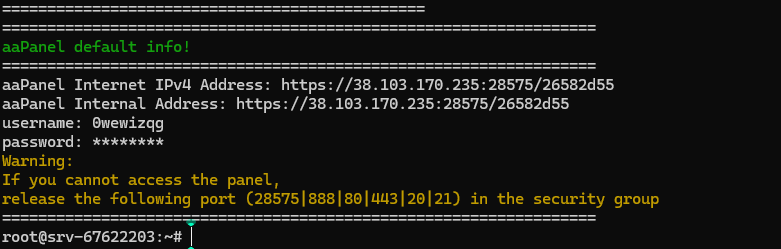 ==================================================
======================================================================
aaPanel default info!
======================================================================
aaPanel Internet IPv4 Address: https://38.103.170.235:28575/26582d55
aaPanel Internal Address: https://38.103.170.235:28575/26582d55
username: 0wewizqg
password: ********
Warning:
If you cannot access the panel,
release the following port (28575|888|80|443|20|21) in the security group
======================================================================
root@srv-67622203:~#